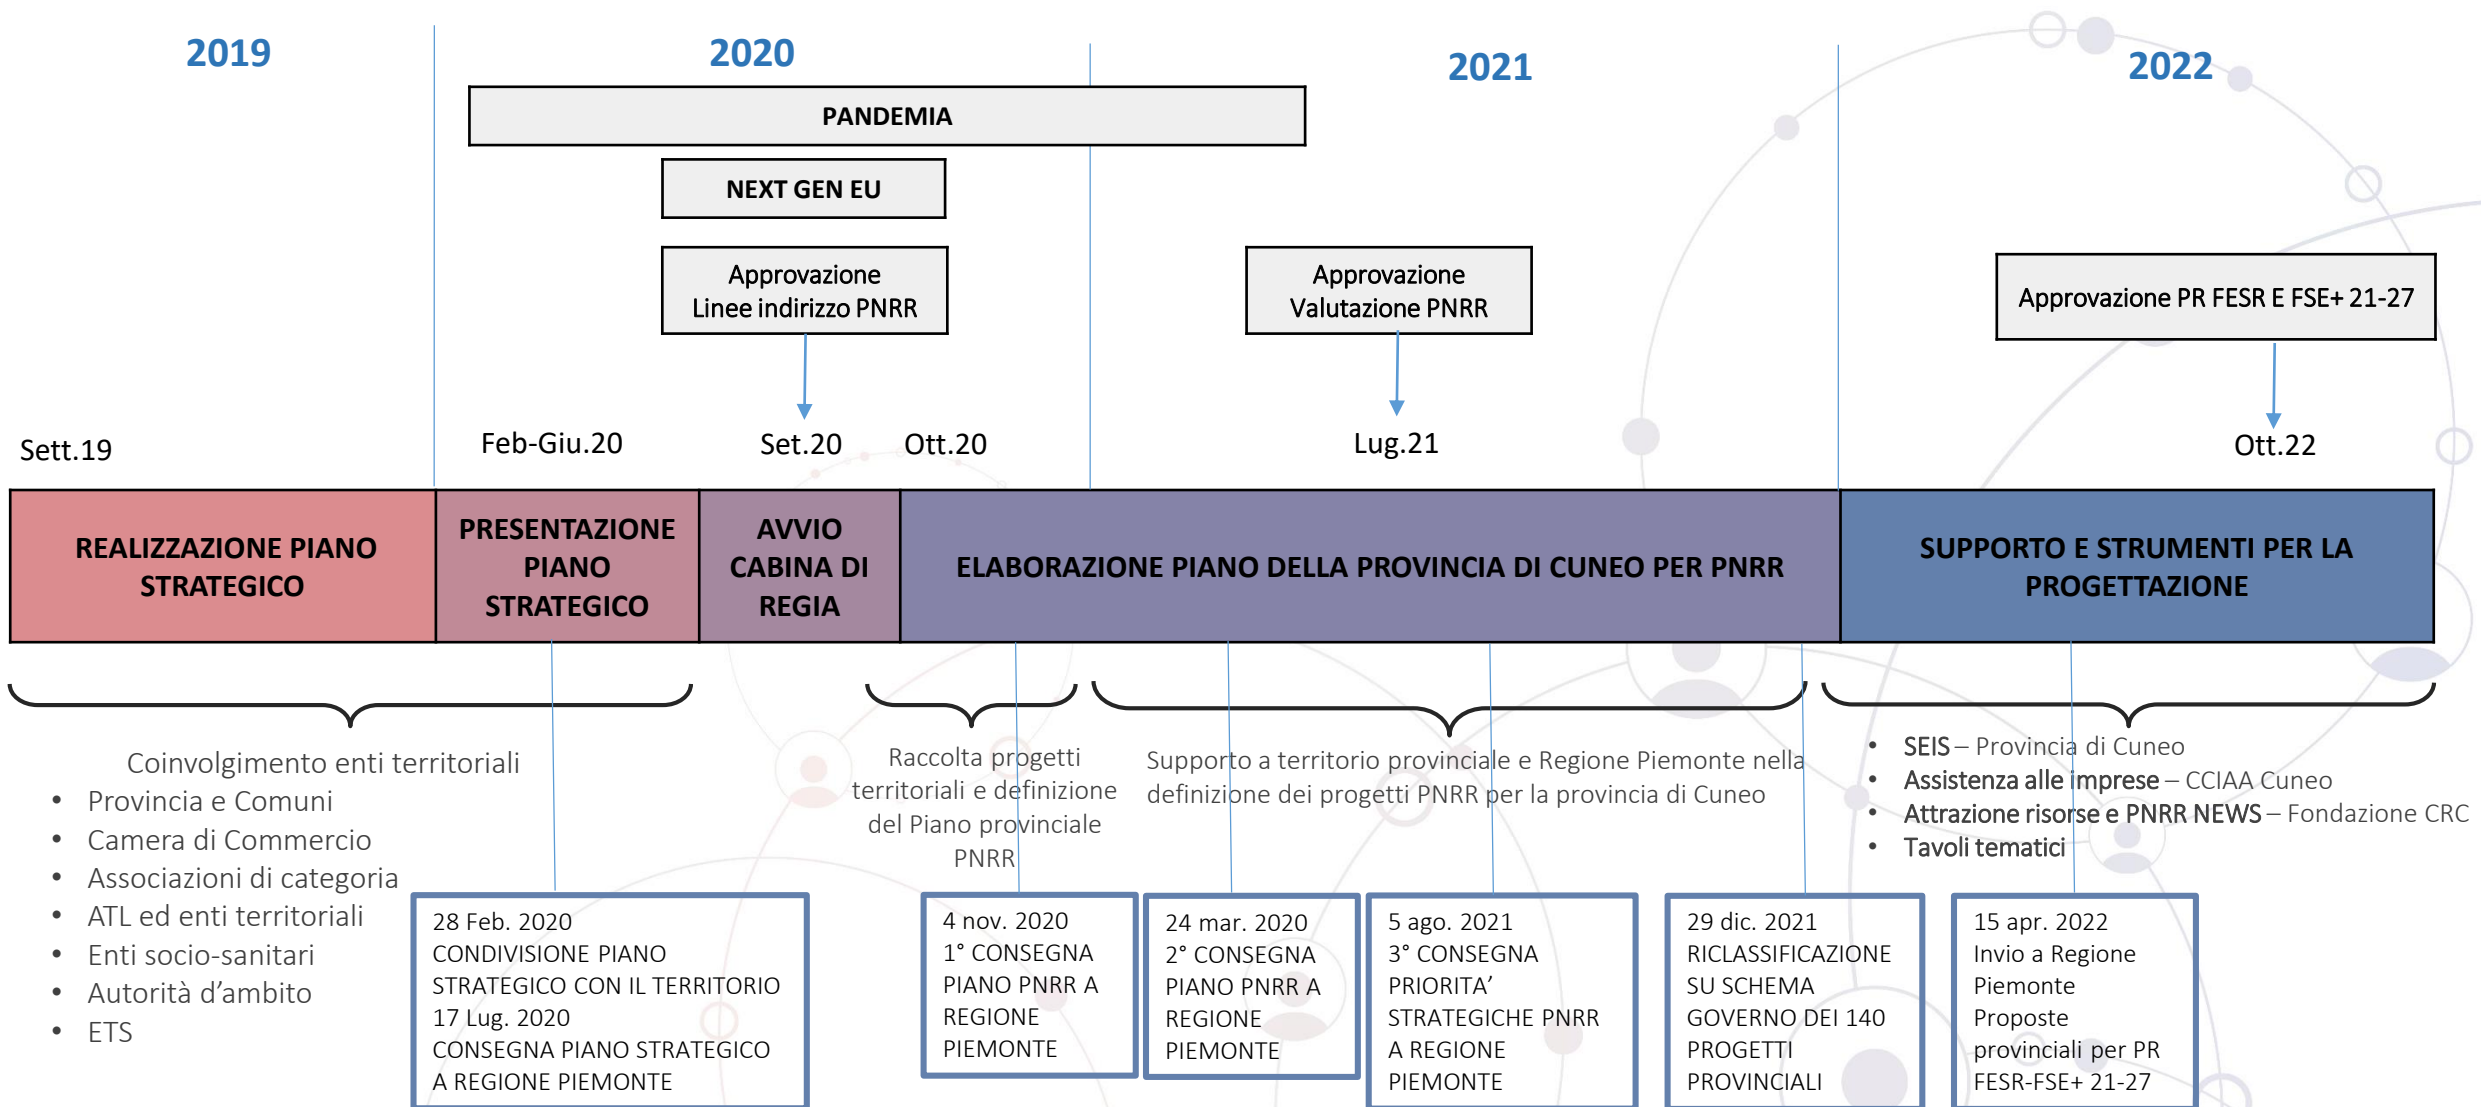 2019
2020
2021
2022
PANDEMIA
NEXT GEN EU
Approvazione
Linee indirizzo PNRR
Approvazione
Valutazione PNRR
Approvazione PR FESR E FSE+ 21-27
Sett.19
Feb-Giu.20
Set.20
Ott.20
Lug.21
Ott.22
REALIZZAZIONE PIANO
STRATEGICO
PRESENTAZIONE
PIANO
STRATEGICO
AVVIO
CABINA DI
REGIA
ELABORAZIONE PIANO DELLA PROVINCIA DI CUNEO PER PNRR
SUPPORTO E STRUMENTI PER LA
PROGETTAZIONE
Coinvolgimento enti territoriali
• Provincia e Comuni
• Camera di Commercio
• Associazioni di categoria
• ATL ed enti territoriali
• Enti socio-sanitari
• Autorità d'ambito
• ETS
Raccolta progetti
territoriali e definizione
del Piano provinciale
PNRR
Supporto a territorio provinciale e Regione Piemonte nella
definizione dei progetti PNRR per la provincia di Cuneo
• SEIS – Provincia di Cuneo
• Assistenza alle imprese – CCIAA Cuneo
• Attrazione risorse e PNRR NEWS – Fondazione CRC
• Tavoli tematici
28 Feb. 2020
CONDIVISIONE PIANO
STRATEGICO CON IL TERRITORIO
17 Lug. 2020
CONSEGNA PIANO STRATEGICO
A REGIONE PIEMONTE
4 nov. 2020
1° CONSEGNA
PIANO PNRR A
REGIONE
PIEMONTE
24 mar. 2020
2° CONSEGNA
PIANO PNRR A
REGIONE
PIEMONTE
5 ago. 2021
3° CONSEGNA
PRIORITA'
STRATEGICHE PNRR
A REGIONE
PIEMONTE
29 dic. 2021
RICLASSIFICAZIONE
SU SCHEMA
GOVERNO DEI 140
PROGETTI
PROVINCIALI
15 apr. 2022
Invio a Regione
Piemonte
Proposte
provinciali per PR
FESR-FSE+ 21-27